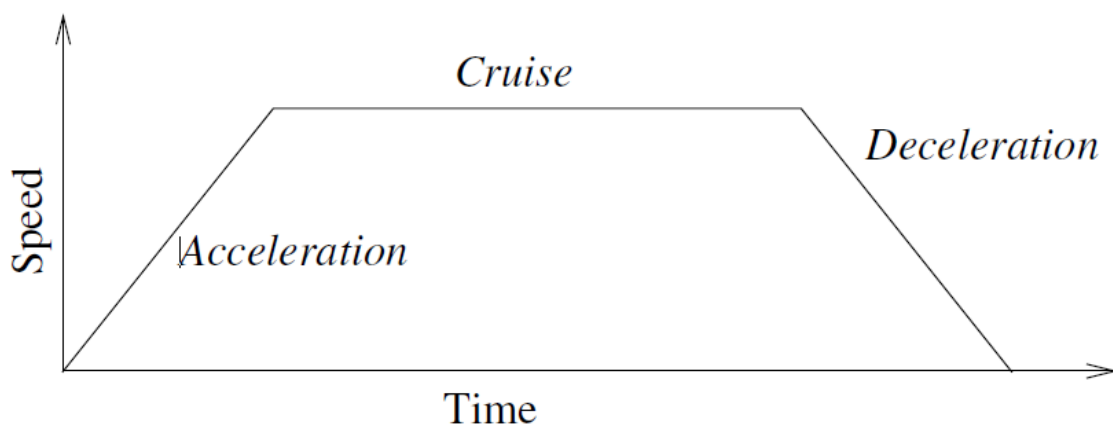 Cruise
Deceleration
Speed
Acceleration
Time